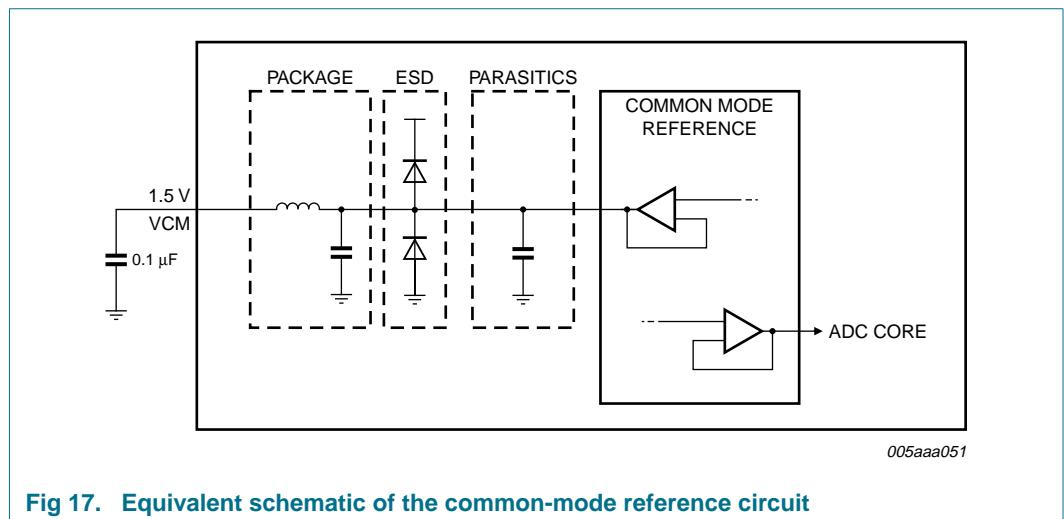 PACKAGE ESD PARASITICS
COMMON MODE
REFERENCE
1.5 V
VCM
0.1 μF
ADC CORE
005aaa051
Fig 17. Equivalent schematic of the common-mode reference circuit